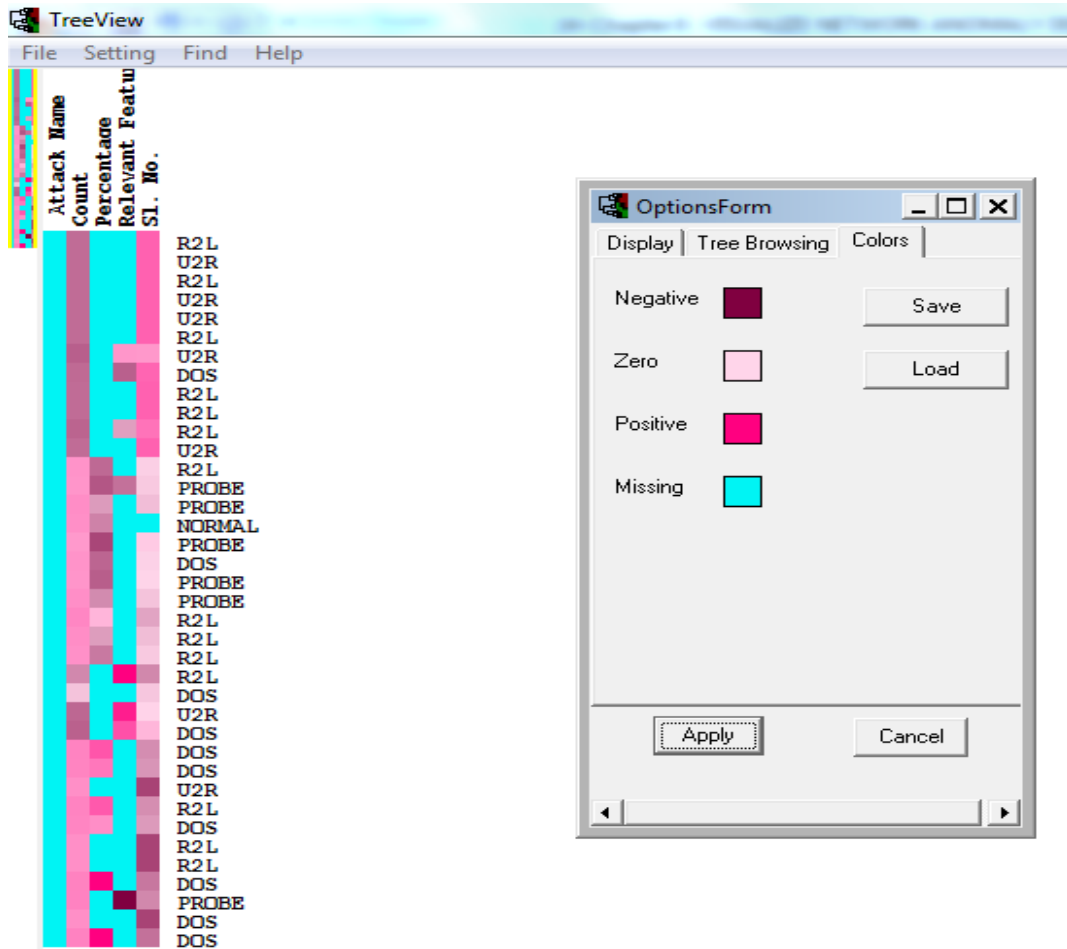 TreeView
File Setting Find Help
Attack Name
Count
Percentage
Relevant Featu
Sl. No.
R2L
U2R
R2L
U2R
U2R
R2L
U2R
DOS
R2L
R2L
R2L
U2R
R2L
PROBE
PROBE
NORMAL
PROBE
DOS
PROBE
PROBE
R2L
R2L
R2L
R2L
DOS
U2R
DOS
DOS
DOS
U2R
R2L
DOS
R2L
R2L
DOS
PROBE
DOS
DOS
OptionsForm
Display Tree Browsing Colors
Negative Save
Zero Load
Positive
Missing
Apply Cancel